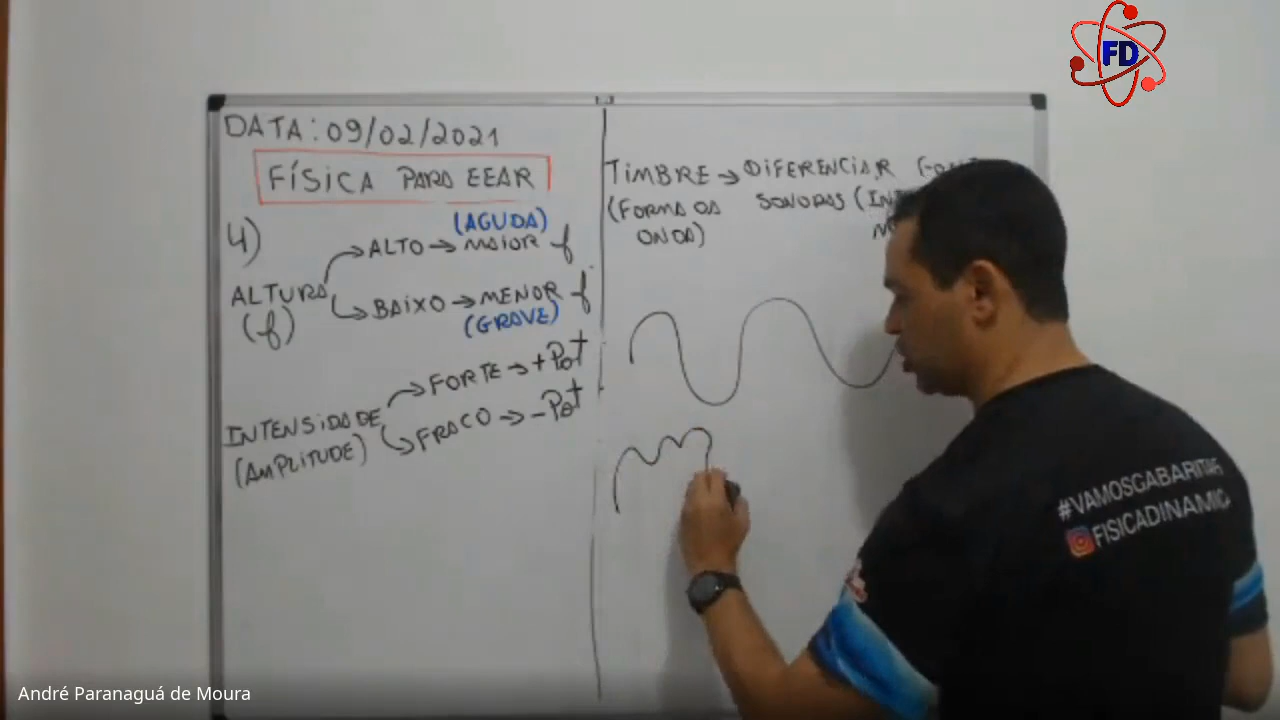 FD
DATA: 09/02/2021
FÍSICA PARA EEAR
4)
(AGUDA)
ALTO → MAIOR f
ALTURA
(f)
BAIXO → MENOR f
(GRAVE)
FORTE → +Pot
INTENSIDADE
(AMPLITUDE)
FRACO → -Pot
TIMBRE → DIFERENCIAR
(FORMA DA SONORAS
ONDA)
#VAMOSGABARITAR
FISICADINAMIC
André Paranaguá de Moura